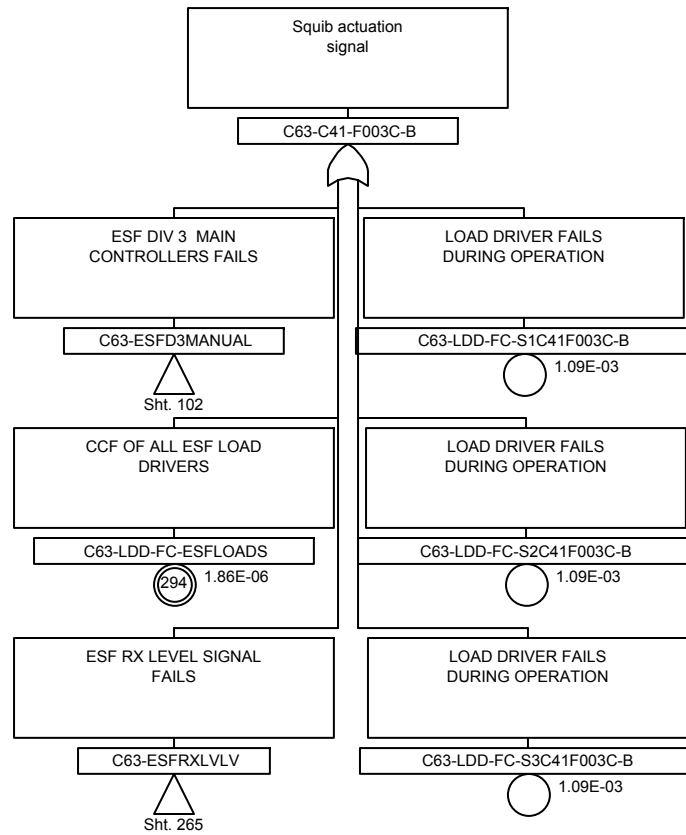 Squib actuation
signal
C63-C41-F003C-B
ESF DIV 3 MAIN
CONTROLLERS FAILS
C63-ESFD3MANUAL
Sht. 102
LOAD DRIVER FAILS
DURING OPERATION
C63-LDD-FC-S1C41F003C-B
1.09E-03
CCF OF ALL ESF LOAD
DRIVERS
C63-LDD-FC-ESFLOADS
294
1.86E-06
LOAD DRIVER FAILS
DURING OPERATION
C63-LDD-FC-S2C41F003C-B
1.09E-03
ESF RX LEVEL SIGNAL
FAILS
C63-ESFRXLVLV
Sht. 265
LOAD DRIVER FAILS
DURING OPERATION
C63-LDD-FC-S3C41F003C-B
1.09E-03